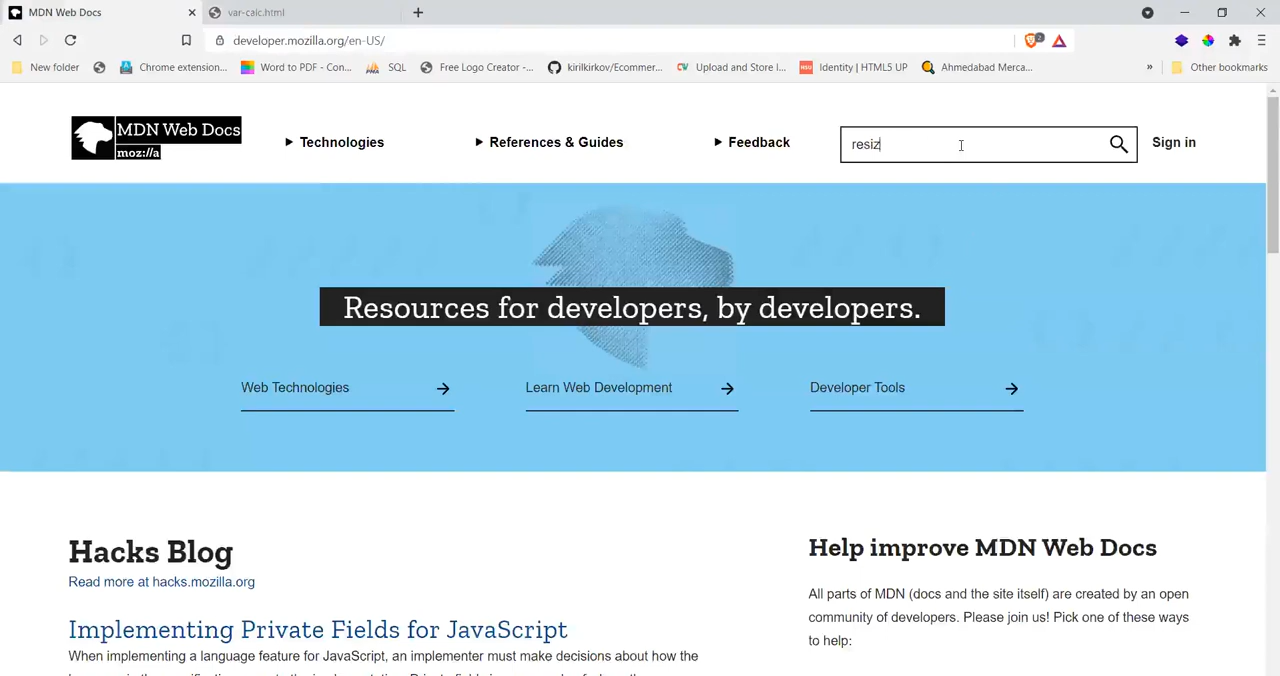 MDN Web Docs
var-calc.html
developer.mozilla.org/en-US/
2
New folder
Chrome extension...
Word to PDF - Con...
SQL
Free Logo Creator -...
kirilkirkov/Ecommer...
Upload and Store I...
Identity | HTML5 UP
Ahmedabad Merca...
»
Other bookmarks
MDN Web Docs
moz://a
Technologies
References & Guides
Feedback
resiz
Sign in
Resources for developers, by developers.
Web Technologies
Learn Web Development
Developer Tools
Hacks Blog
Read more at hacks.mozilla.org
Implementing Private Fields for JavaScript
When implementing a language feature for JavaScript, an implementer must make decisions about how the
Help improve MDN Web Docs
All parts of MDN (docs and the site itself) are created by an open
community of developers. Please join us! Pick one of these ways
to help: